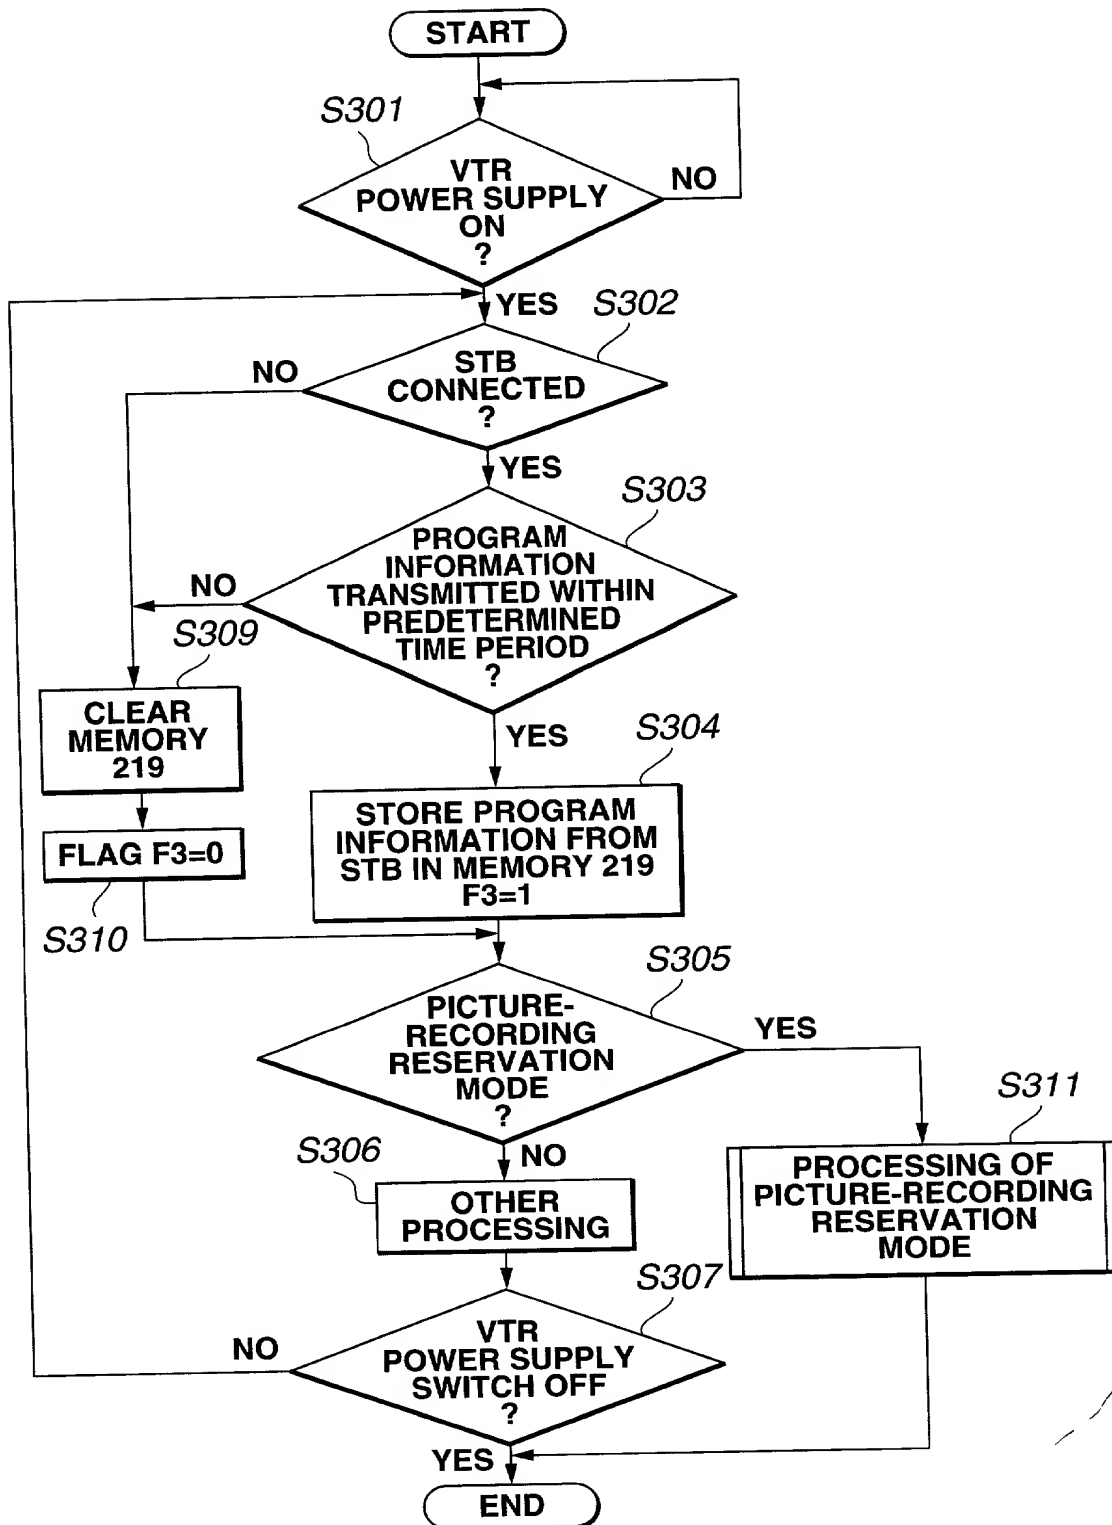 START
S301
VTR
POWER SUPPLY
ON
?
NO
YES
S302
STB
CONNECTED
?
NO
YES
S303
PROGRAM
INFORMATION
TRANSMITTED WITHIN
PREDETERMINED
TIME PERIOD
?
NO
S309
CLEAR
MEMORY
219
YES
S304
STORE PROGRAM
INFORMATION FROM
STB IN MEMORY 219
F3=1
FLAG F3=0
S310
S305
PICTURE-
RECORDING
RESERVATION
MODE
?
YES
S311
PROCESSING OF
PICTURE-RECORDING
RESERVATION
MODE
NO
S306
OTHER
PROCESSING
S307
VTR
POWER SUPPLY
SWITCH OFF
?
NO
YES
END